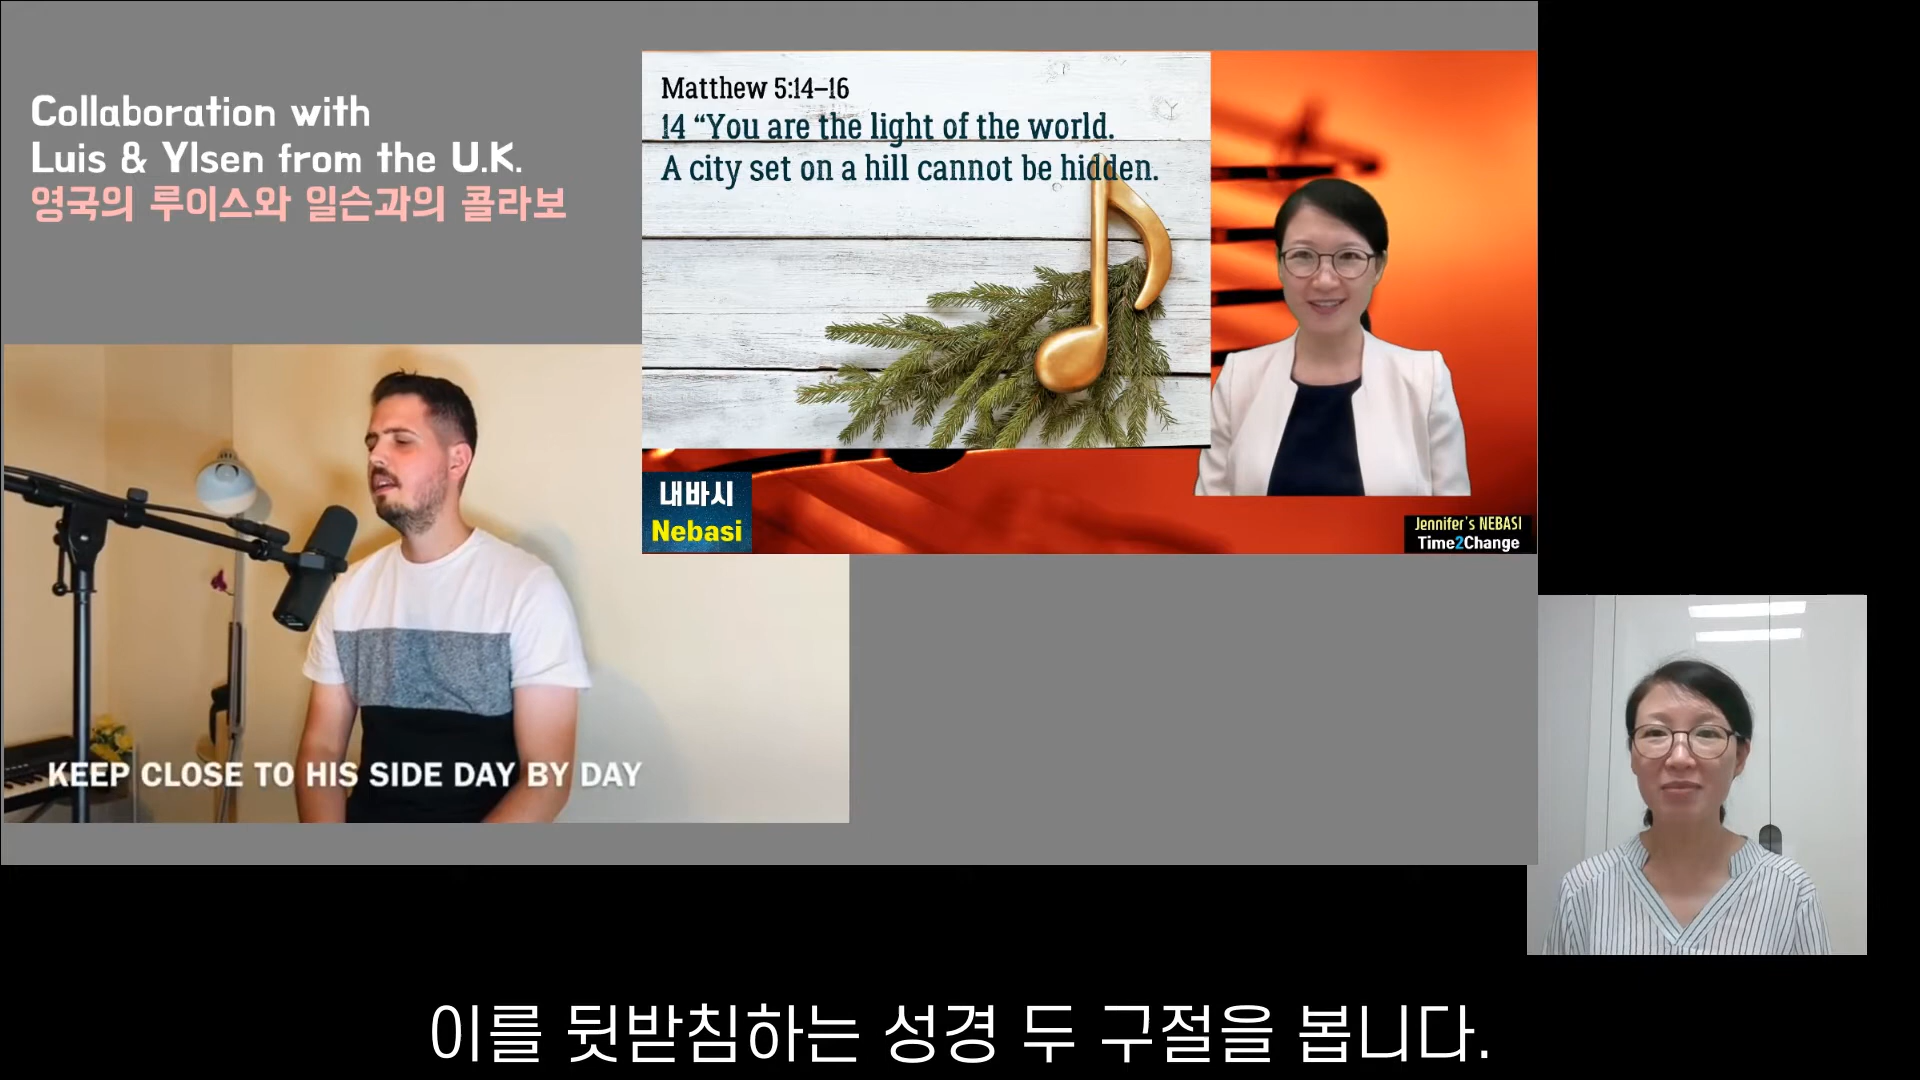 Collaboration with
Luis & Ylsen from the U.K.
영국의 루이스와 일슨과의 콜라보
Matthew 5:14–16
14 “You are the light of the world.
A city set on a hill cannot be hidden.
내바시
Nebasi
Jennifer's NEBASI
Time2Change
KEEP CLOSE TO HIS SIDE DAY BY DAY
이를 뒷받침하는 성경 두 구절을 봅니다.